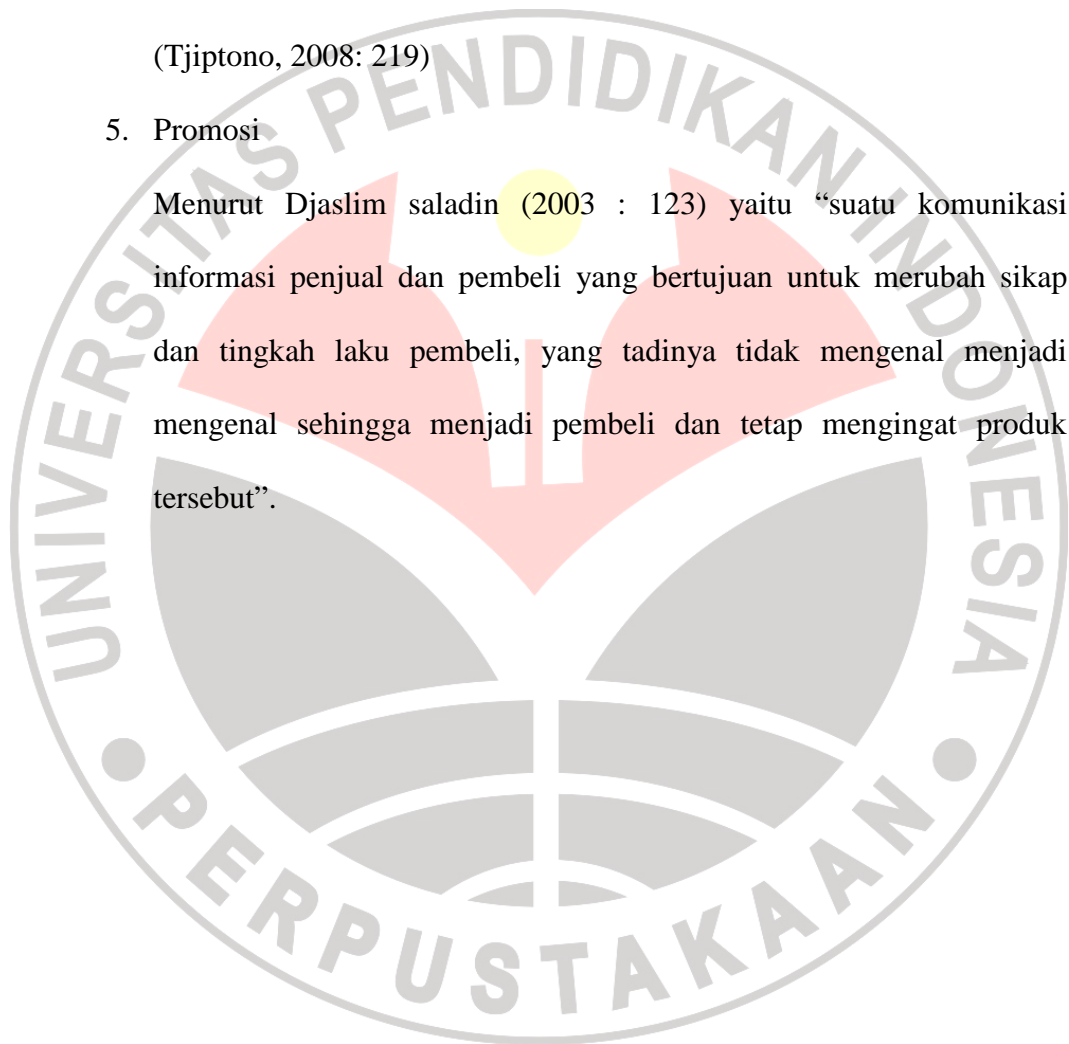 (Tjiptono, 2008: 219)
5. Promosi
Menurut Djaslim saladin (2003 : 123) yaitu “suatu komunikasi
informasi penjual dan pembeli yang bertujuan untuk merubah sikap
dan tingkah laku pembeli, yang tadinya tidak mengenal menjadi
mengenal sehingga menjadi pembeli dan tetap mengingat produk
tersebut”.
UNIVERSITAS PENDIDIKAN INDONESIA
PERPUSTAKAAN